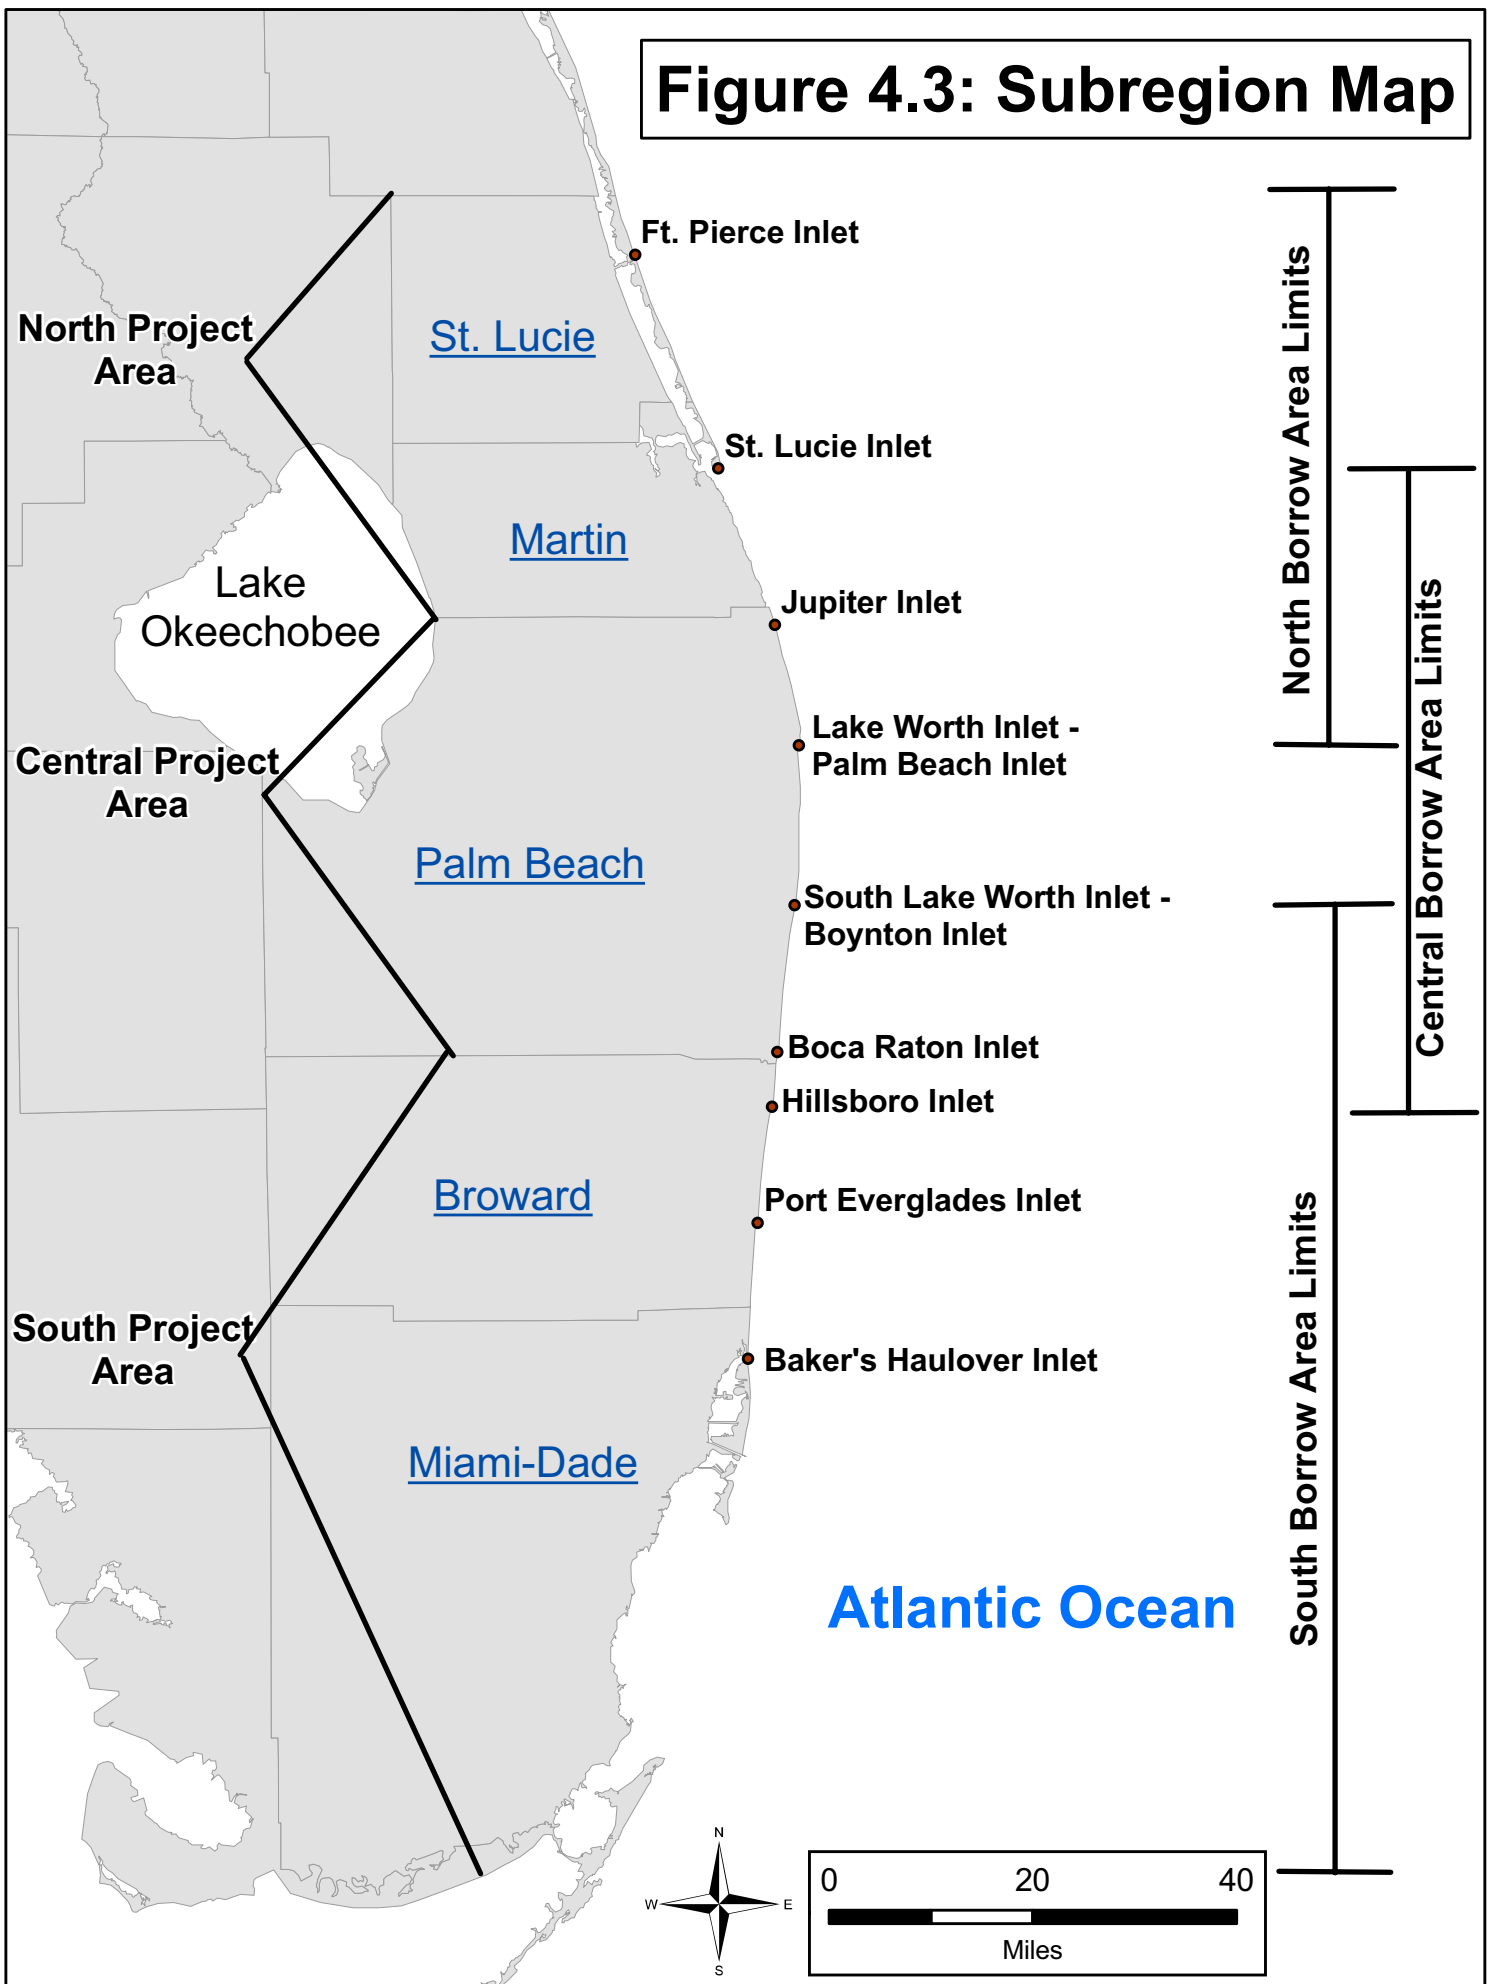 Figure 4.3: Subregion Map
Ft. Pierce Inlet
North Project
Area
St. Lucie
St. Lucie Inlet
Martin
Lake
Okeechobee
Jupiter Inlet
Lake Worth Inlet -
Palm Beach Inlet
Central Project
Area
Palm Beach
South Lake Worth Inlet -
Boynton Inlet
Boca Raton Inlet
Hillsboro Inlet
Broward
Port Everglades Inlet
South Project
Area
Baker's Haulover Inlet
Miami-Dade
Atlantic Ocean
North Borrow Area Limits
Central Borrow Area Limits
South Borrow Area Limits
N
W E
S
0 20 40
Miles